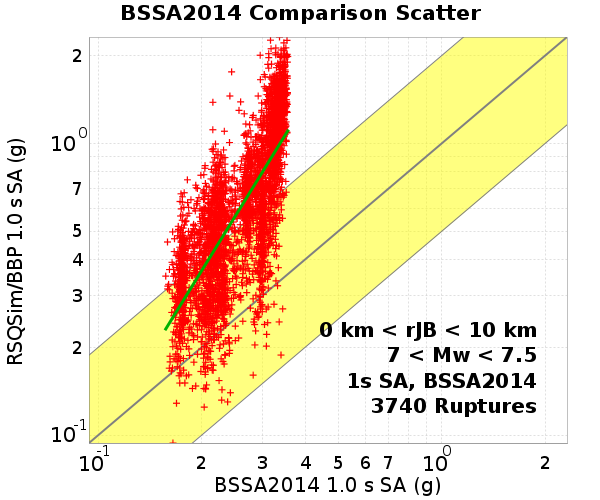 BSSA2014 Comparison Scatter
RSQSim/BBP 1.0 s SA (g)
2
10^0
7
5
4
3
2
10^-1
0 km < rJB < 10 km
7 < Mw < 7.5
1s SA, BSSA2014
3740 Ruptures
10^-1 2 3 4 5 6 7 10^0 2
BSSA2014 1.0 s SA (g)